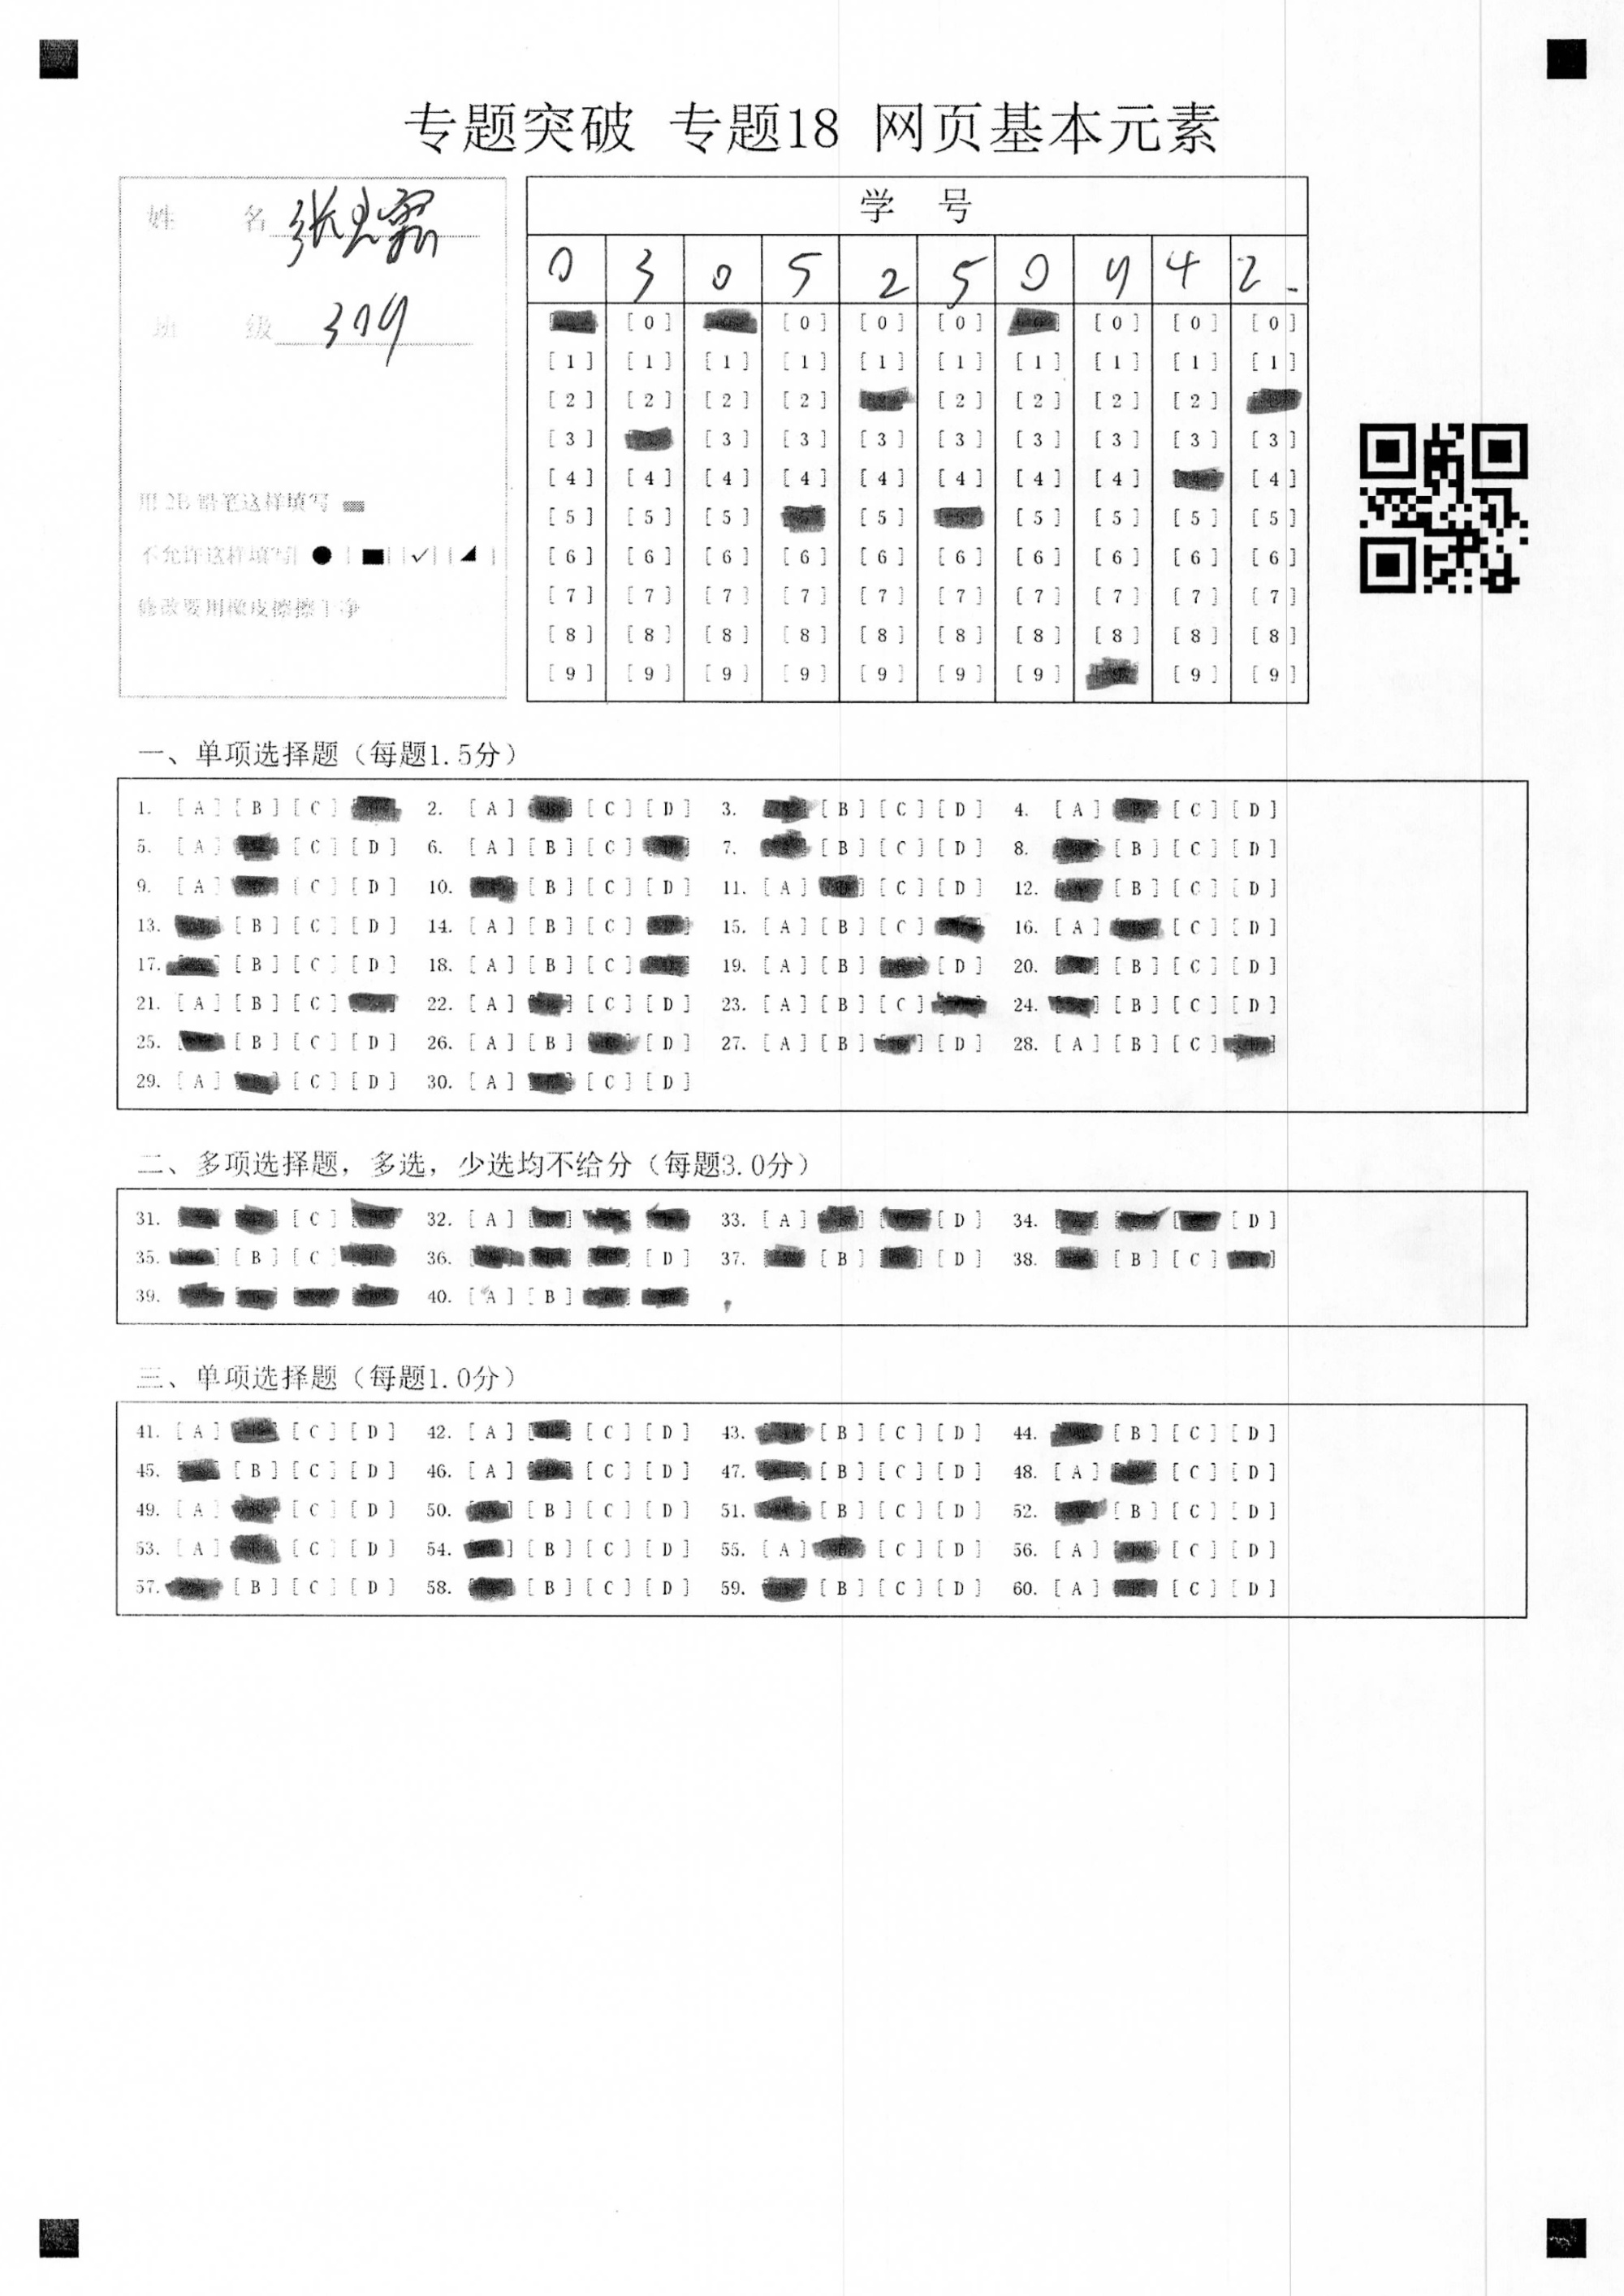 专题突破 专题18 网页基本元素
姓 名 张
班 级 309
用 2B 铅笔这样填写
不允许这样填写
修改要用橡皮擦擦干净
学 号
0 3 0 5 2 5 0 9 4 2
[0] [0] [0] [0] [0] [0] [0]
[1] [1] [1] [1] [1] [1] [1] [1] [1] [1]
[2] [2] [2] [2] [2] [2] [2] [2]
[3] [3] [3] [3] [3] [3] [3] [3] [3]
[4] [4] [4] [4] [4] [4] [4] [4] [4]
[5] [5] [5] [5] [5] [5] [5] [5]
[6] [6] [6] [6] [6] [6] [6] [6] [6] [6]
[7] [7] [7] [7] [7] [7] [7] [7] [7] [7]
[8] [8] [8] [8] [8] [8] [8] [8] [8] [8]
[9] [9] [9] [9] [9] [9] [9] [9] [9]
一、单项选择题（每题1.5分）
1. [A] [B] [C] 2. [A] [C] [D] 3. [B] [C] [D] 4. [A] [C] [D]
5. [A] [C] [D] 6. [A] [B] [C] 7. [B] [C] [D] 8. [B] [C] [D]
9. [A] [C] [D] 10. [B] [C] [D] 11. [A] [C] [D] 12. [B] [C] [D]
13. [B] [C] [D] 14. [A] [B] [C] 15. [A] [B] [C] 16. [A] [C] [D]
17. [B] [C] [D] 18. [A] [B] [C] 19. [A] [B] [D] 20. [B] [C] [D]
21. [A] [B] [C] 22. [A] [C] [D] 23. [A] [B] [C] 24. [B] [C] [D]
25. [B] [C] [D] 26. [A] [B] [D] 27. [A] [B] [D] 28. [A] [B] [C]
29. [A] [C] [D] 30. [A] [C] [D]
二、多项选择题，多选，少选均不给分（每题3.0分）
31. [C] 32. [A] 33. [A] [D] 34. [D]
35. [B] [C] 36. [D] 37. [B] [D] 38. [B] [C]
39. 40. [A] [B]
三、单项选择题（每题1.0分）
41. [A] [C] [D] 42. [A] [C] [D] 43. [B] [C] [D] 44. [B] [C] [D]
45. [B] [C] [D] 46. [A] [C] [D] 47. [B] [C] [D] 48. [A] [C] [D]
49. [A] [C] [D] 50. [B] [C] [D] 51. [B] [C] [D] 52. [B] [C] [D]
53. [A] [C] [D] 54. [B] [C] [D] 55. [A] [C] [D] 56. [A] [C] [D]
57. [B] [C] [D] 58. [B] [C] [D] 59. [B] [C] [D] 60. [A] [C] [D]